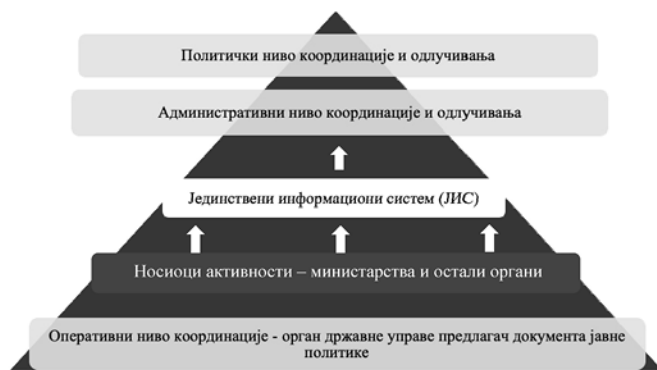 Политички ниво координације и одлучивања
Административни ниво координације и одлучивања
Јединствени информациони систем (ЈИС)
Носиоци активности – министарства и остали органи
Оперативни ниво координације - орган државне управе предлагач документа јавне
политике